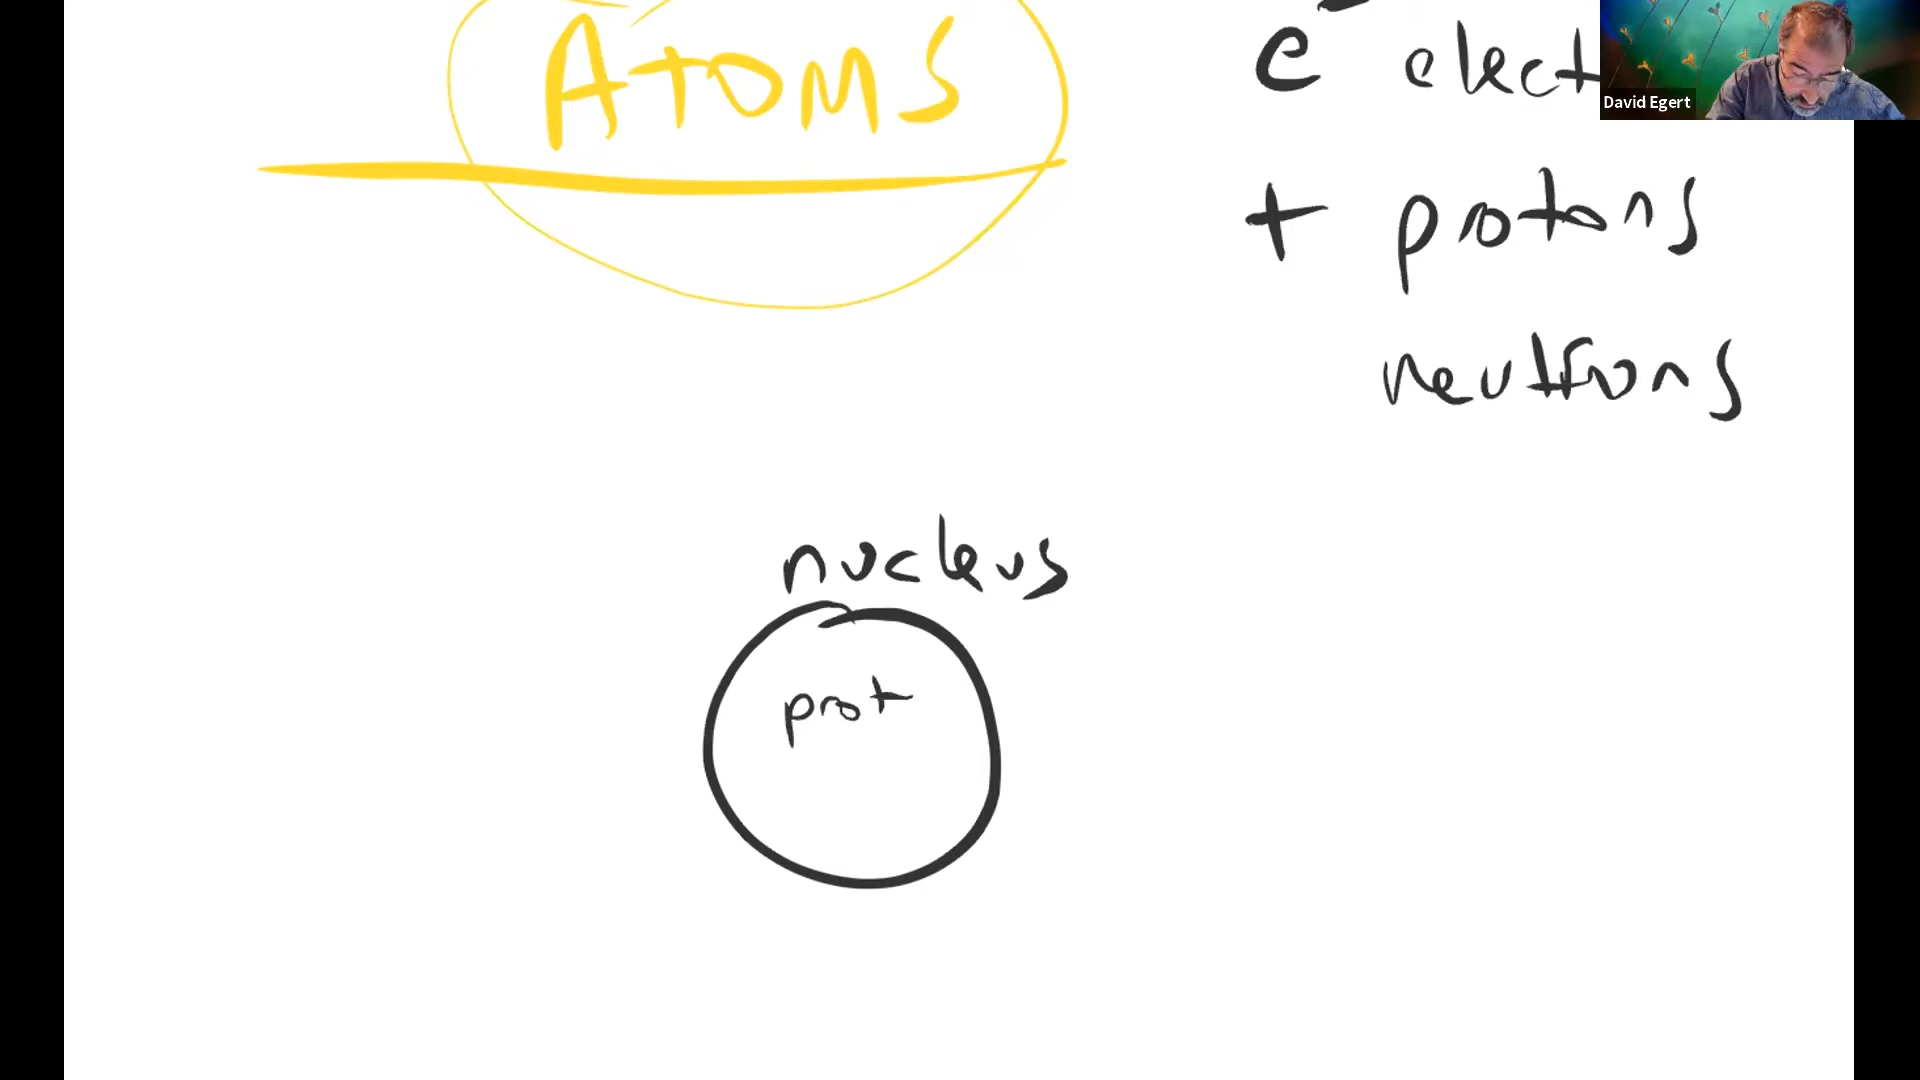 ATOMS
e⁻ elect
David Egert
+ protons
neutrons
nucleus
prot